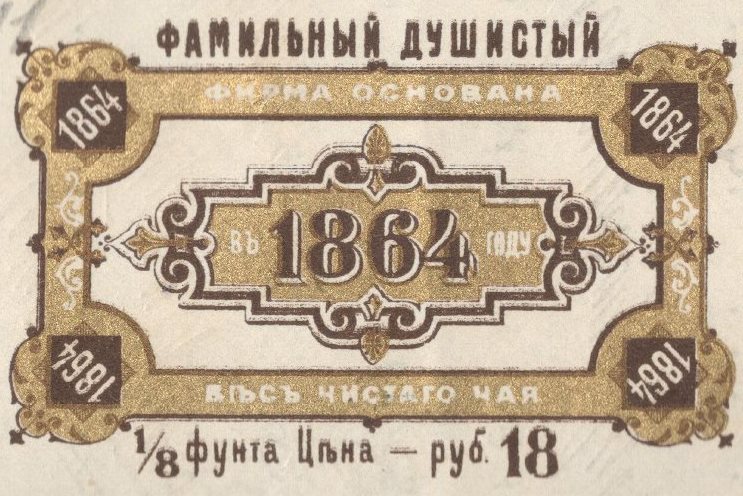 ФАМИЛЬНЫЙ ДУШИСТЫЙ
1864 ФИРМА ОСНОВАНА 1864
ВЪ 1864 ГОДУ
1864 ВѢСЪ ЧИСТАГО ЧАЯ 1864
1/8 фунта Цѣна — руб. 18